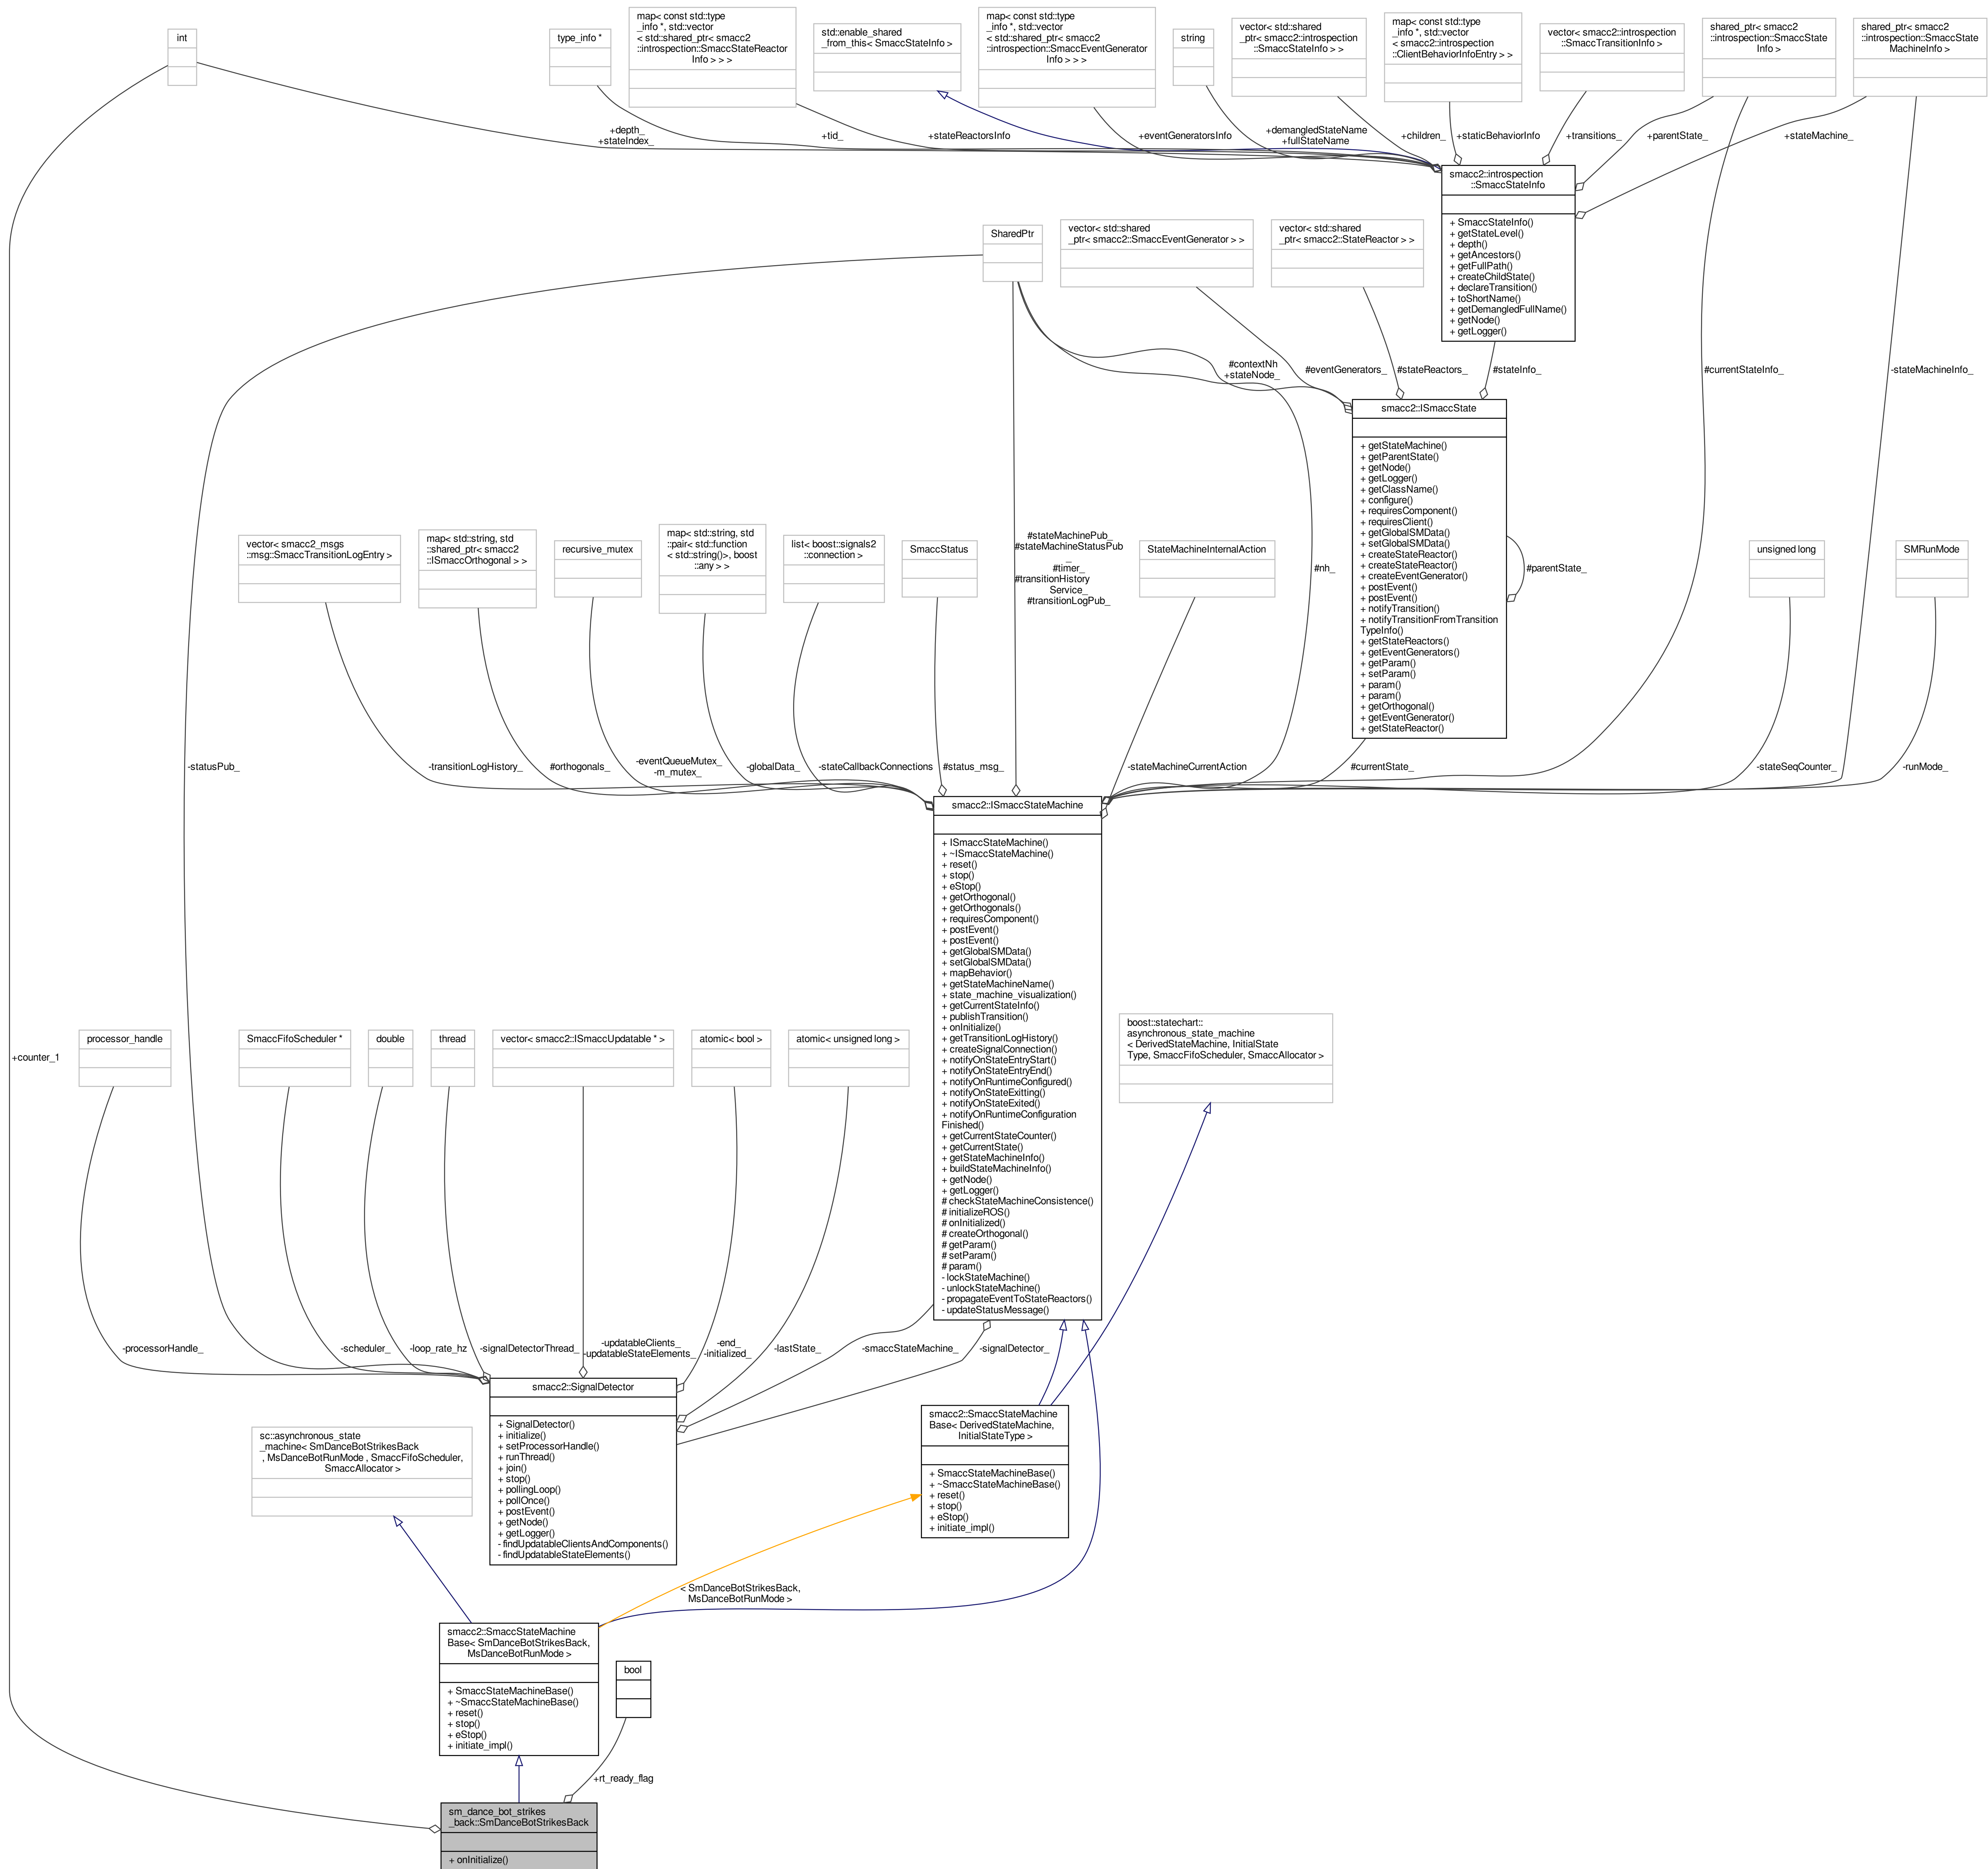 int
type_info *
map< const std::type
_info *, std::vector
< std::shared_ptr< smacc2
::introspection::SmaccStateReactor
Info > > >
std::enable_shared
_from_this< SmaccStateInfo >
map< const std::type
_info *, std::vector
< std::shared_ptr< smacc2
::introspection::SmaccEventGenerator
Info > > >
string
vector< std::shared
_ptr< smacc2::introspection
::SmaccStateInfo > >
map< const std::type
_info *, std::vector
< smacc2::introspection
::ClientBehaviorInfoEntry > >
vector< smacc2::introspection
::SmaccTransitionInfo >
shared_ptr< smacc2
::introspection::SmaccState
Info >
shared_ptr< smacc2
::introspection::SmaccState
MachineInfo >
+depth_
+stateIndex_
+tid_
+stateReactorsInfo
+eventGeneratorsInfo
+demangledStateName
+fullStateName
+children_
+staticBehaviorInfo
+transitions_
+parentState_
+stateMachine_
smacc2::introspection
::SmaccStateInfo
+ SmaccStateInfo()
+ getStateLevel()
+ depth()
+ getAncestors()
+ getFullPath()
+ createChildState()
+ declareTransition()
+ toShortName()
+ getDemangledFullName()
+ getNode()
+ getLogger()
SharedPtr
vector< std::shared
_ptr< smacc2::SmaccEventGenerator > >
vector< std::shared
_ptr< smacc2::StateReactor > >
#contextNh
+stateNode_
#eventGenerators_
#stateReactors_
#stateInfo_
#currentStateInfo_
-stateMachineInfo_
smacc2::ISmaccState
+ getStateMachine()
+ getParentState()
+ getNode()
+ getLogger()
+ getClassName()
+ configure()
+ requiresComponent()
+ requiresClient()
+ getGlobalSMData()
+ setGlobalSMData()
+ createStateReactor()
+ createStateReactor()
+ createEventGenerator()
+ postEvent()
+ postEvent()
+ notifyTransition()
+ notifyTransitionFromTransition
TypeInfo()
+ getStateReactors()
+ getEventGenerators()
+ getParam()
+ setParam()
+ param()
+ param()
+ getOrthogonal()
+ getEventGenerator()
+ getStateReactor()
#parentState_
vector< smacc2_msgs
::msg::SmaccTransitionLogEntry >
map< std::string, std
::shared_ptr< smacc2
::ISmaccOrthogonal > >
recursive_mutex
map< std::string, std
::pair< std::function
< std::string()>, boost
::any > >
list< boost::signals2
::connection >
SmaccStatus
#stateMachinePub_
#stateMachineStatusPub
_
#timer_
#transitionHistory
Service_
#transitionLogPub_
StateMachineInternalAction
#nh_
unsigned long
SMRunMode
-statusPub_
-transitionLogHistory_
#orthogonals_
-eventQueueMutex_
-m_mutex_
-globalData_
-stateCallbackConnections
#status_msg_
-stateMachineCurrentAction
#currentState_
-stateSeqCounter_
-runMode_
smacc2::ISmaccStateMachine
+ ISmaccStateMachine()
+ ~ISmaccStateMachine()
+ reset()
+ stop()
+ eStop()
+ getOrthogonal()
+ getOrthogonals()
+ requiresComponent()
+ postEvent()
+ postEvent()
+ getGlobalSMData()
+ setGlobalSMData()
+ mapBehavior()
+ getStateMachineName()
+ state_machine_visualization()
+ getCurrentStateInfo()
+ publishTransition()
+ onInitialize()
+ getTransitionLogHistory()
+ createSignalConnection()
+ notifyOnStateEntryStart()
+ notifyOnStateEntryEnd()
+ notifyOnRuntimeConfigured()
+ notifyOnStateExitting()
+ notifyOnStateExited()
+ notifyOnRuntimeConfiguration
Finished()
+ getCurrentStateCounter()
+ getCurrentState()
+ getStateMachineInfo()
+ buildStateMachineInfo()
+ getNode()
+ getLogger()
# checkStateMachineConsistence()
# initializeROS()
# onInitialized()
# createOrthogonal()
# getParam()
# setParam()
# param()
- lockStateMachine()
- unlockStateMachine()
- propagateEventToStateReactors()
- updateStatusMessage()
+counter_1
processor_handle
SmaccFifoScheduler *
double
thread
vector< smacc2::ISmaccUpdatable * >
atomic< bool >
atomic< unsigned long >
boost::statechart::
asynchronous_state_machine
< DerivedStateMachine, InitialState
Type, SmaccFifoScheduler, SmaccAllocator >
-processorHandle_
-scheduler_
-loop_rate_hz
-signalDetectorThread_
-updatableClients_
-updatableStateElements_
-end_
-initialized_
-lastState_
-smaccStateMachine_
-signalDetector_
smacc2::SignalDetector
+ SignalDetector()
+ initialize()
+ setProcessorHandle()
+ runThread()
+ join()
+ stop()
+ pollingLoop()
+ pollOnce()
+ postEvent()
+ getNode()
+ getLogger()
- findUpdatableClientsAndComponents()
- findUpdatableStateElements()
smacc2::SmaccStateMachine
Base< DerivedStateMachine,
InitialStateType >
+ SmaccStateMachineBase()
+ ~SmaccStateMachineBase()
+ reset()
+ stop()
+ eStop()
+ initiate_impl()
sc::asynchronous_state
_machine< SmDanceBotStrikesBack
, MsDanceBotRunMode , SmaccFifoScheduler,
SmaccAllocator >
< SmDanceBotStrikesBack,
MsDanceBotRunMode >
smacc2::SmaccStateMachine
Base< SmDanceBotStrikesBack,
MsDanceBotRunMode >
+ SmaccStateMachineBase()
+ ~SmaccStateMachineBase()
+ reset()
+ stop()
+ eStop()
+ initiate_impl()
bool
+rt_ready_flag
sm_dance_bot_strikes
_back::SmDanceBotStrikesBack
+ onInitialize()